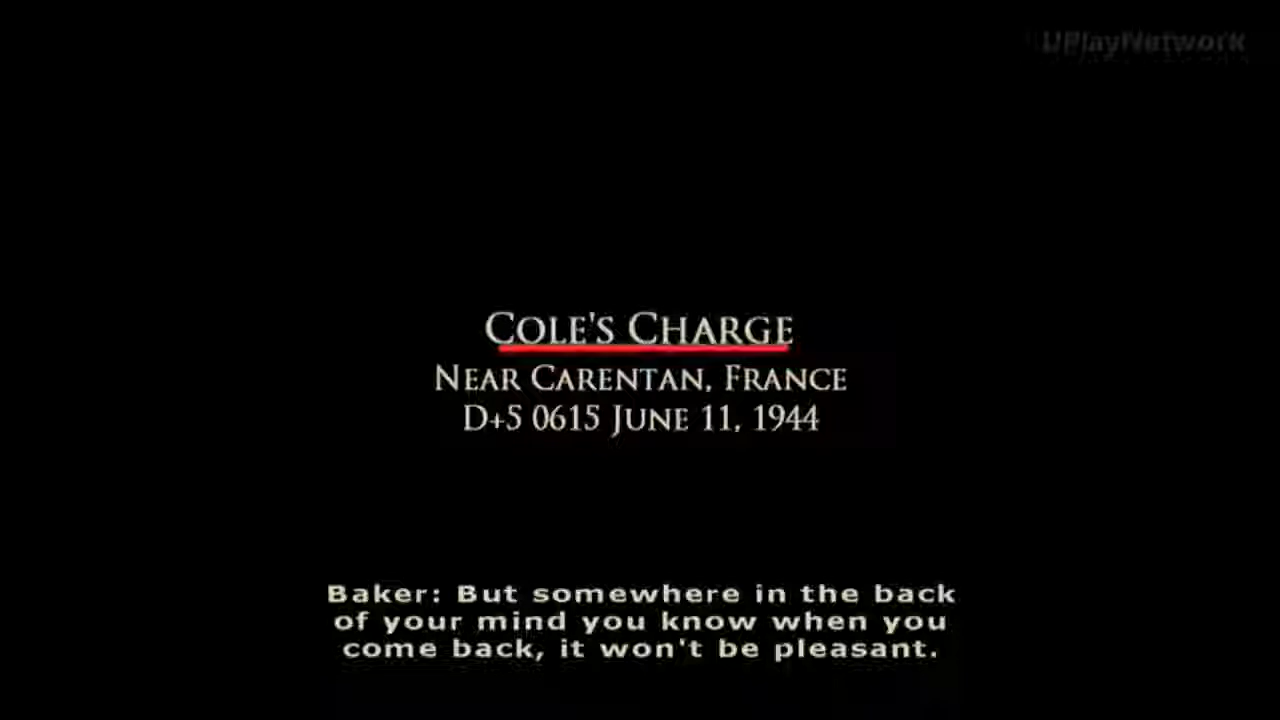 UPlayNetwork
COLE'S CHARGE
NEAR CARENTAN, FRANCE
D+5 0615 JUNE 11, 1944
Baker: But somewhere in the back
of your mind you know when you
come back, it won't be pleasant.